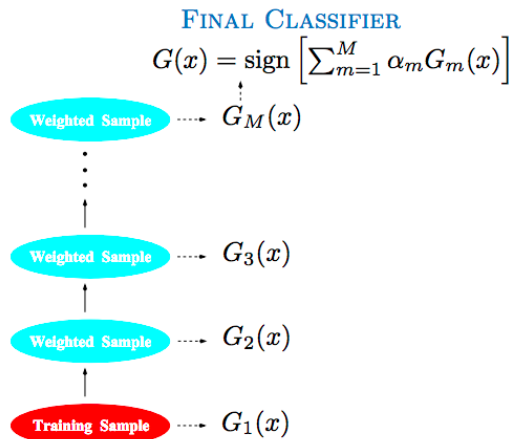 FINAL CLASSIFIER
G(x) = sign [∑_{m=1}^{M} α_m G_m(x)]
Weighted Sample G_M(x)
Weighted Sample G_3(x)
Weighted Sample G_2(x)
Training Sample G_1(x)